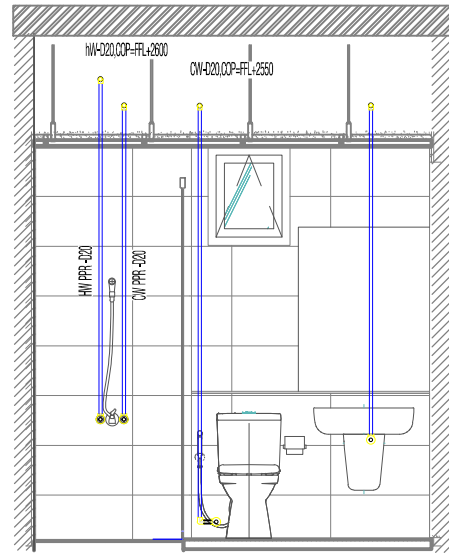 hW-D20,COP=FFL+2600
CW-D20,COP=FFL+2550
HW PPR -D20
CW PPR -D20